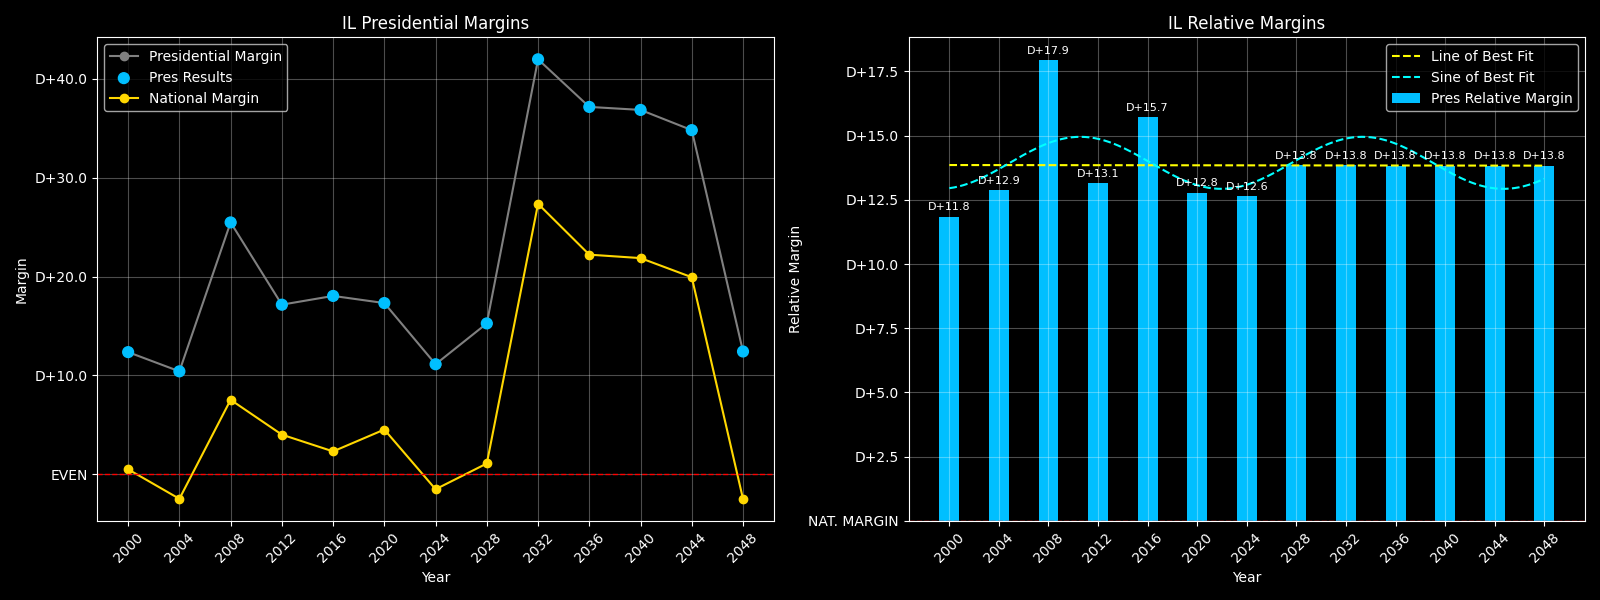 IL Presidential Margins
Presidential Margin
Pres Results
National Margin
Margin
D+40.0
D+30.0
D+20.0
D+10.0
EVEN
2000
2004
2008
2012
2016
2020
2024
2028
2032
2036
2040
2044
2048
Year
IL Relative Margins
Line of Best Fit
Sine of Best Fit
Pres Relative Margin
Relative Margin
D+17.5
D+15.0
D+12.5
D+10.0
D+7.5
D+5.0
D+2.5
NAT. MARGIN
D+11.8
D+12.9
D+17.9
D+13.1
D+15.7
D+12.8
D+12.6
D+13.8
D+13.8
D+13.8
D+13.8
D+13.8
D+13.8
2000
2004
2008
2012
2016
2020
2024
2028
2032
2036
2040
2044
2048
Year